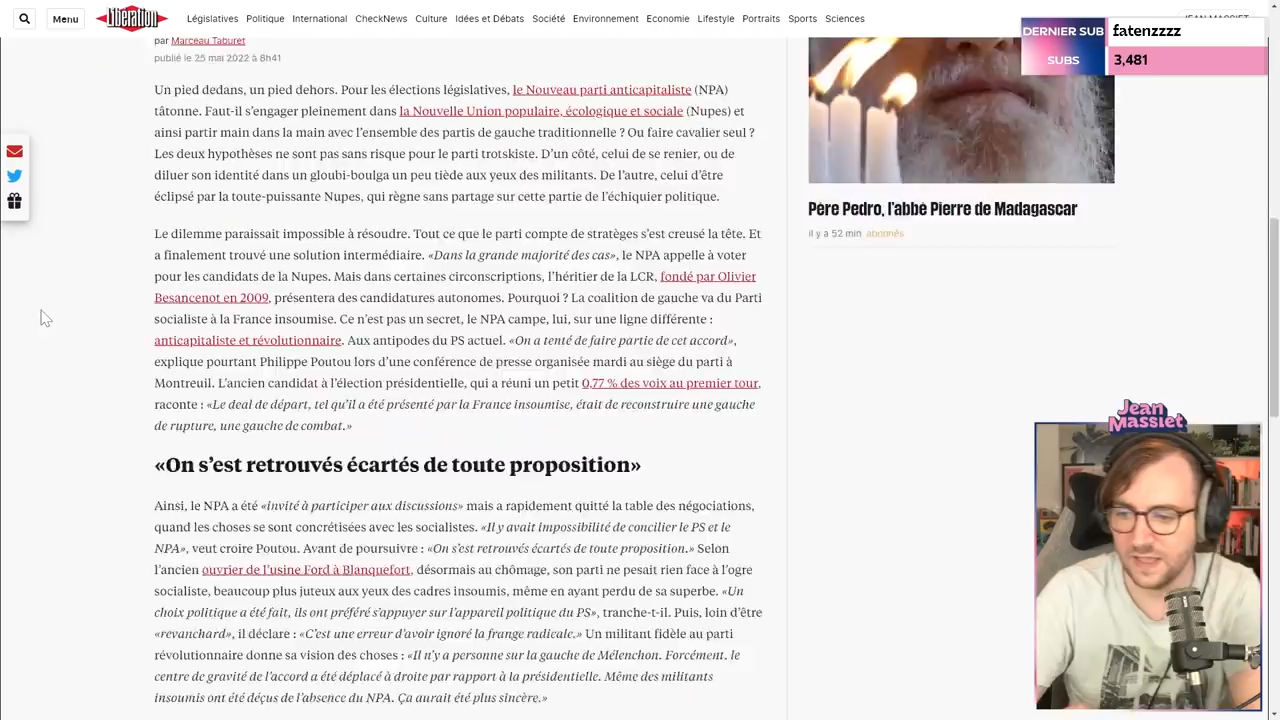 Libération
Menu
Législatives Politique International CheckNews Culture Idées et Débats Société Environnement Economie Lifestyle Portraits Sports Sciences
JEAN MASSIET
DERNIER SUB fatenzzzz
SUBS 3,481
par Marceau Taburet
publié le 25 mai 2022 à 8h41
Un pied dedans, un pied dehors. Pour les élections législatives, le Nouveau parti anticapitaliste (NPA)
tâtonne. Faut-il s’engager pleinement dans la Nouvelle Union populaire, écologique et sociale (Nupes) et
ainsi partir main dans la main avec l’ensemble des partis de gauche traditionnelle ? Ou faire cavalier seul ?
Les deux hypothèses ne sont pas sans risque pour le parti trotskiste. D’un côté, celui de se renier, ou de
diluer son identité dans un gloubi-boulga un peu tiède aux yeux des militants. De l’autre, celui d’être
éclipsé par la toute-puissante Nupes, qui règne sans partage sur cette partie de l’échiquier politique.
Le dilemme paraissait impossible à résoudre. Tout ce que le parti compte de stratèges s’est creusé la tête. Et
a finalement trouvé une solution intermédiaire. «Dans la grande majorité des cas», le NPA appelle à voter
pour les candidats de la Nupes. Mais dans certaines circonscriptions, l’héritier de la LCR, fondé par Olivier
Besancenot en 2009, présentera des candidatures autonomes. Pourquoi ? La coalition de gauche va du Parti
socialiste à la France insoumise. Ce n’est pas un secret, le NPA campe, lui, sur une ligne différente :
anticapitaliste et révolutionnaire. Aux antipodes du PS actuel. «On a tenté de faire partie de cet accord»,
explique pourtant Philippe Poutou lors d’une conférence de presse organisée mardi au siège du parti à
Montreuil. L’ancien candidat à l’élection présidentielle, qui a réuni un petit 0,77 % des voix au premier tour,
raconte : «Le deal de départ, tel qu’il a été présenté par la France insoumise, était de reconstruire une gauche
de rupture, une gauche de combat.»
«On s’est retrouvés écartés de toute proposition»
Ainsi, le NPA a été «invité à participer aux discussions» mais a rapidement quitté la table des négociations,
quand les choses se sont concrétisées avec les socialistes. «Il y avait impossibilité de concilier le PS et le
NPA», veut croire Poutou. Avant de poursuivre : «On s’est retrouvés écartés de toute proposition.» Selon
l’ancien ouvrier de l’usine Ford à Blanquefort, désormais au chômage, son parti ne pesait rien face à l’ogre
socialiste, beaucoup plus juteux aux yeux des cadres insoumis, même en ayant perdu de sa superbe. «Un
choix politique a été fait, ils ont préféré s’appuyer sur l’appareil politique du PS», tranche-t-il. Puis, loin d’être
«revanchard», il déclare : «C’est une erreur d’avoir ignoré la frange radicale.» Un militant fidèle au parti
révolutionnaire donne sa vision des choses : «Il n’y a personne sur la gauche de Mélenchon. Forcément, le
centre de gravité de l’accord a été déplacé à droite par rapport à la présidentielle. Même des militants
insoumis ont été déçus de l’absence du NPA. Ça aurait été plus sincère.»
Père Pedro, l’abbé Pierre de Madagascar
il y a 52 min abonnés
Jean
Massiet